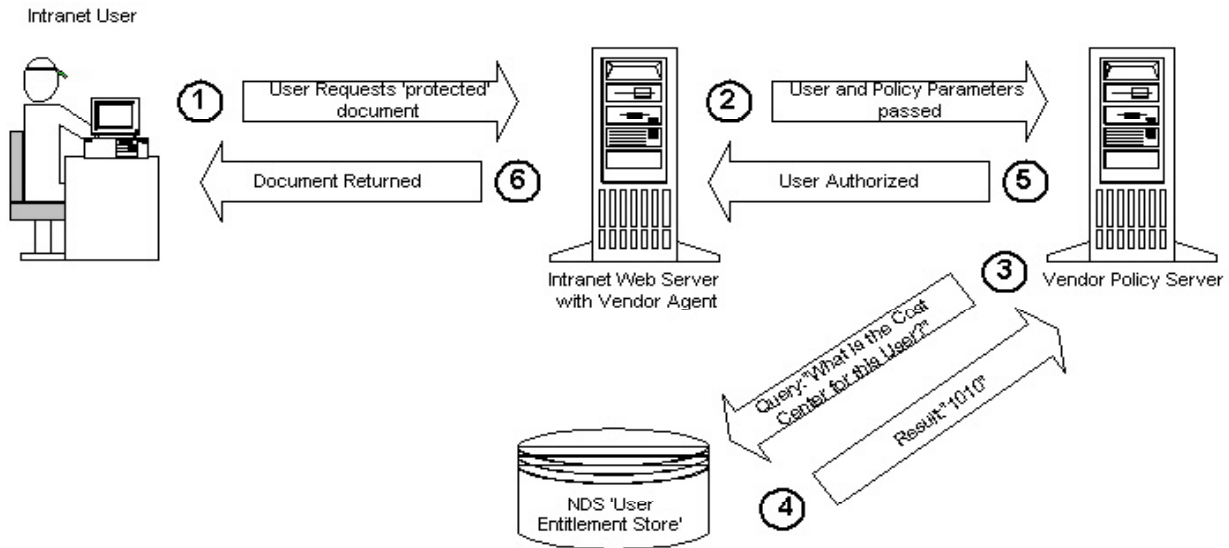 Intranet User
1
User Requests 'protected'
document
2
User and Policy Parameters
passed
Document Returned
6
User Authorized
5
Intranet Web Server
with Vendor Agent
3
Vendor Policy Server
Query:"What is the Cost
Center for this User?"
Result:"1010"
4
NDS 'User
Entitlement Store'